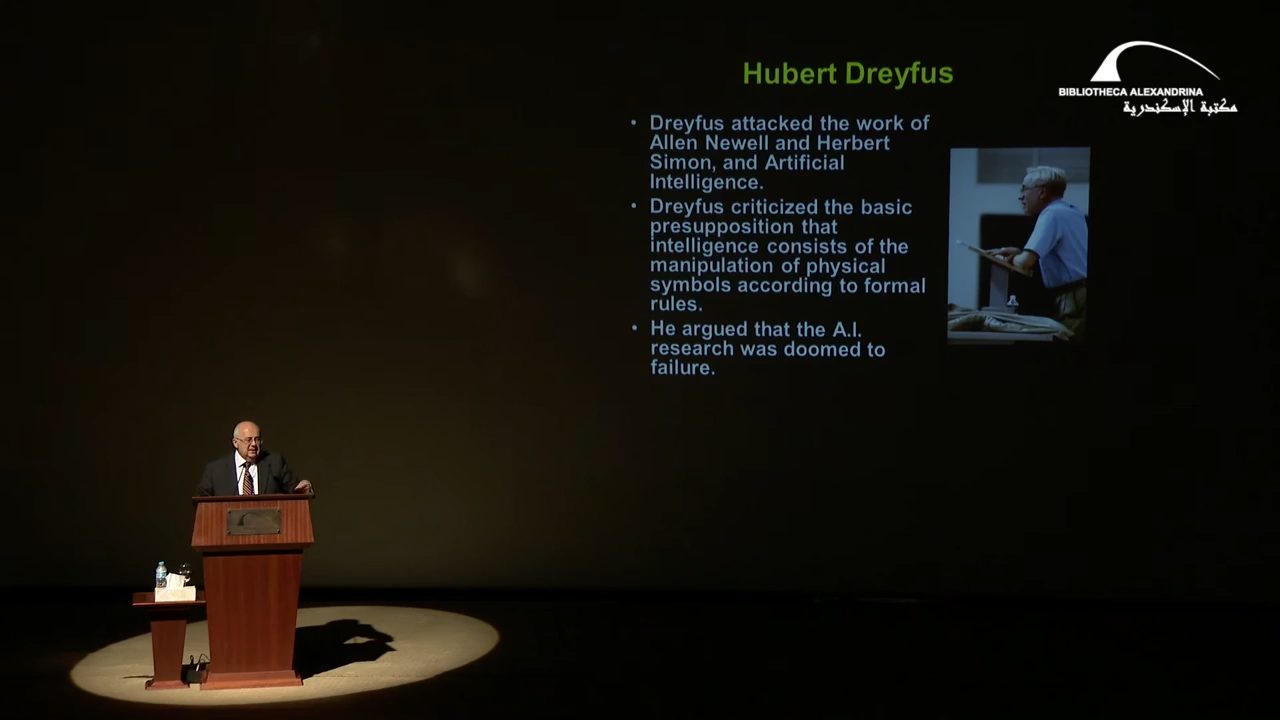 Hubert Dreyfus
• Dreyfus attacked the work of
Allen Newell and Herbert
Simon, and Artificial
Intelligence.
• Dreyfus criticized the basic
presupposition that
intelligence consists of the
manipulation of physical
symbols according to formal
rules.
• He argued that the A.I.
research was doomed to
failure.
BIBLIOTHECA ALEXANDRINA
مكتبة الإسكندرية